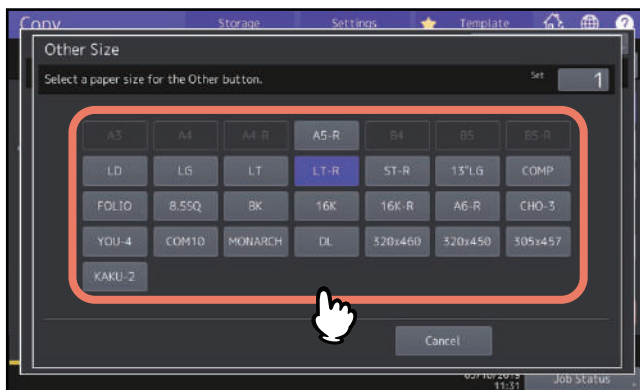 Copy Storage Settings Template
Other Size
Select a paper size for the Other button. Set 1
A3 A4 A4-R A5-R B4 B5 B5-R
LD LG LT LT-R ST-R 13"LG COMP
FOLIO 8.5SQ 8K 16K 16K-R A6-R CHO-3
YOU-4 COM10 MONARCH DL 320x460 320x450 305x457
KAKU-2
Cancel
11:31 Job Status